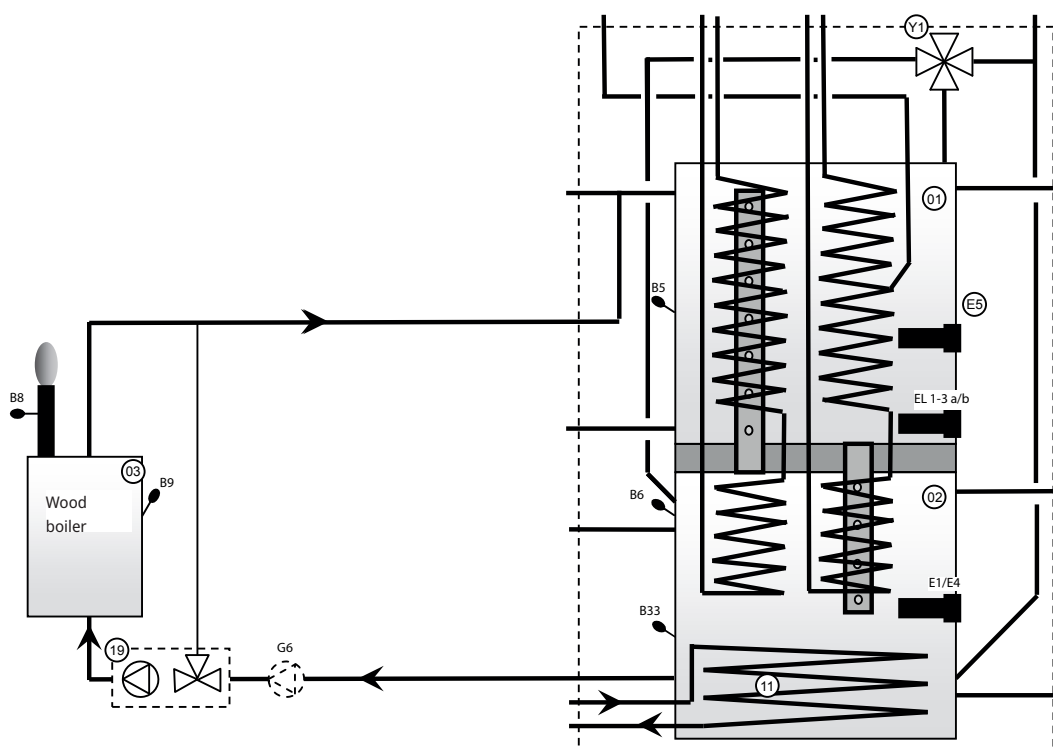 Y1
01
B5
E5
B8
EL 1-3 a/b
03
B9
Wood
boiler
B6
02
E1/E4
B33
19
G6
11